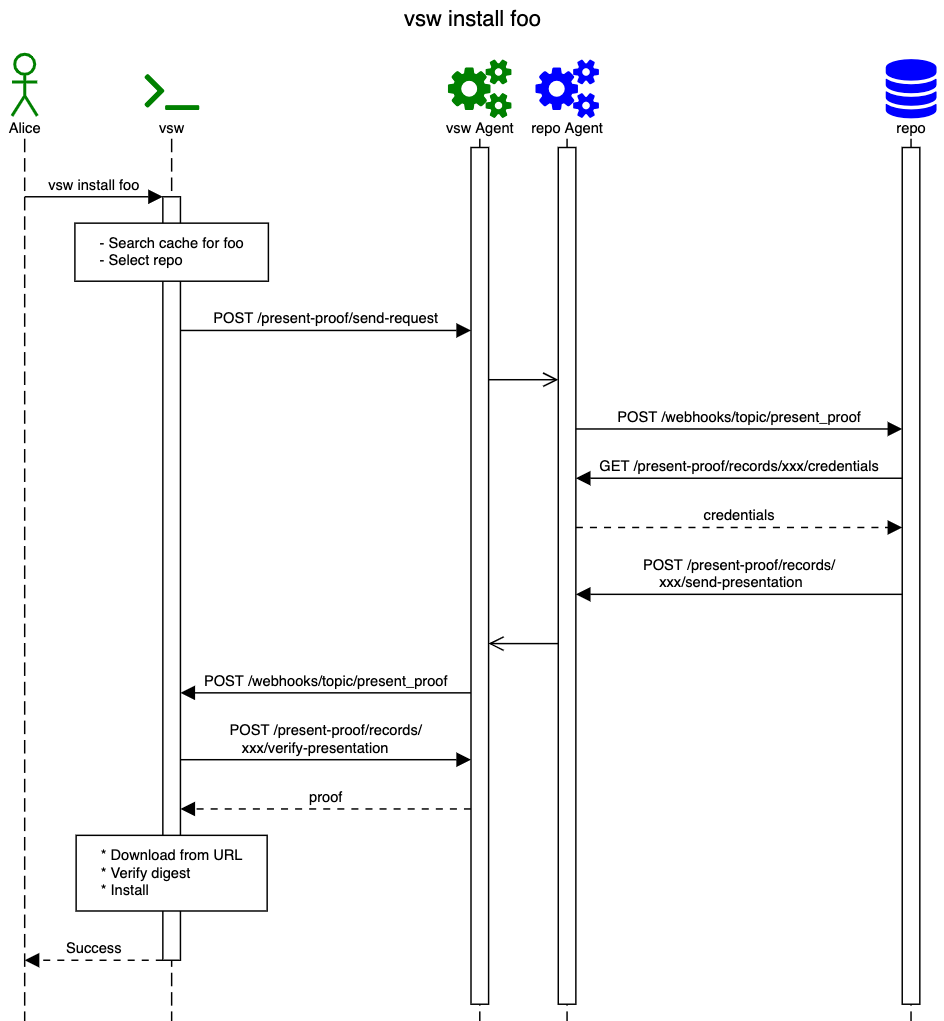 vsw install foo
Alice
vsw
vsw Agent
repo Agent
repo
vsw install foo
- Search cache for foo
- Select repo
POST /present-proof/send-request
POST /webhooks/topic/present_proof
GET /present-proof/records/xxx/credentials
credentials
POST /present-proof/records/
xxx/send-presentation
POST /webhooks/topic/present_proof
POST /present-proof/records/
xxx/verify-presentation
proof
* Download from URL
* Verify digest
* Install
Success